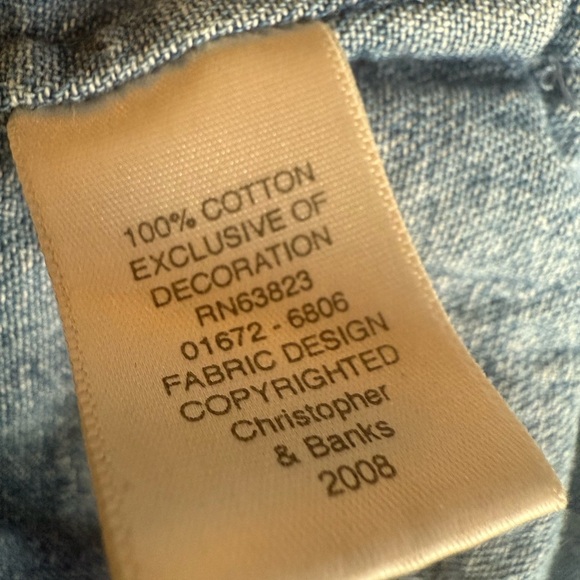 100% COTTON
EXCLUSIVE OF
DECORATION
RN63823
01672 - 6806
FABRIC DESIGN
COPYRIGHTED
Christopher
& Banks
2008